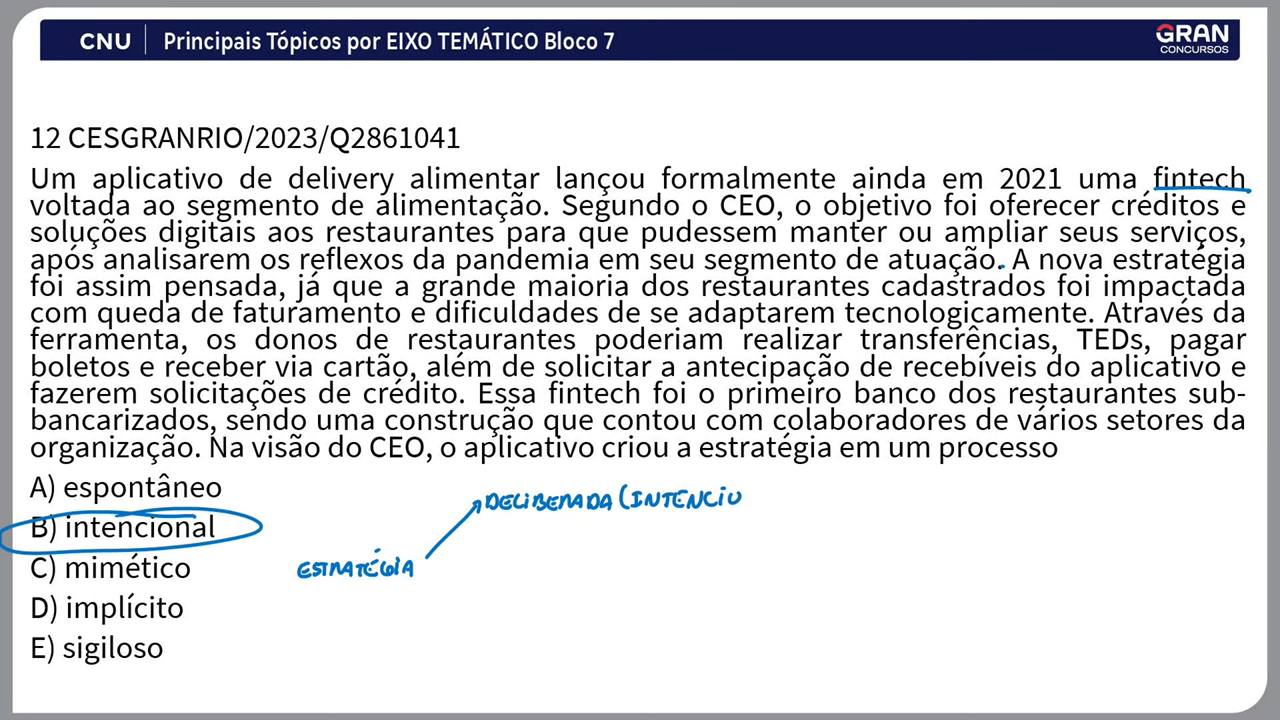 CNU Principais Tópicos por EIXO TEMÁTICO Bloco 7
GRAN
CONCURSOS
12 CESGRANRIO/2023/Q2861041
Um aplicativo de delivery alimentar lançou formalmente ainda em 2021 uma fintech
voltada ao segmento de alimentação. Segundo o CEO, o objetivo foi oferecer créditos e
soluções digitais aos restaurantes para que pudessem manter ou ampliar seus serviços,
após analisarem os reflexos da pandemia em seu segmento de atuação. A nova estratégia
foi assim pensada, já que a grande maioria dos restaurantes cadastrados foi impactada
com queda de faturamento e dificuldades de se adaptarem tecnologicamente. Através da
ferramenta, os donos de restaurantes poderiam realizar transferências, TEDs, pagar
boletos e receber via cartão, além de solicitar a antecipação de recebíveis do aplicativo e
fazerem solicitações de crédito. Essa fintech foi o primeiro banco dos restaurantes sub-
bancarizados, sendo uma construção que contou com colaboradores de vários setores da
organização. Na visão do CEO, o aplicativo criou a estratégia em um processo
A) espontâneo
DELIBERADA (INTENCIO
B) intencional
C) mimético
ESTRATÉGIA
D) implícito
E) sigiloso